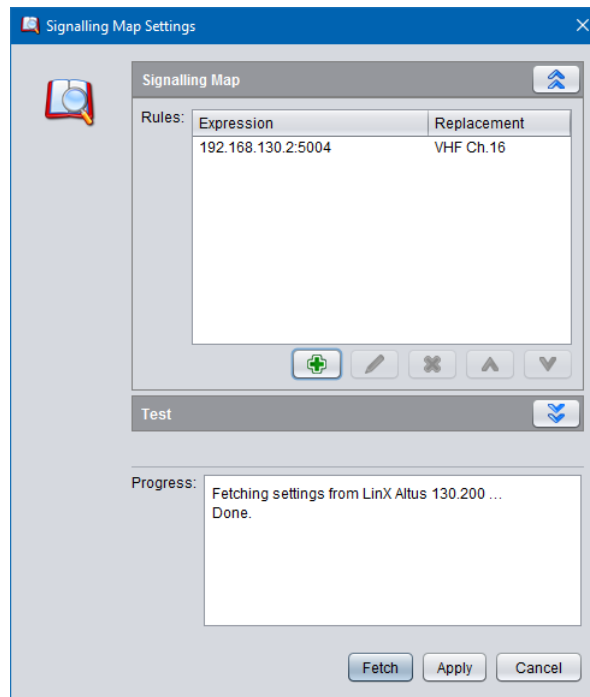 Signalling Map Settings
Signalling Map
Rules:
Expression Replacement
192.168.130.2:5004 VHF Ch.16
Test
Progress:
Fetching settings from LinX Altus 130.200 ...
Done.
Fetch Apply Cancel